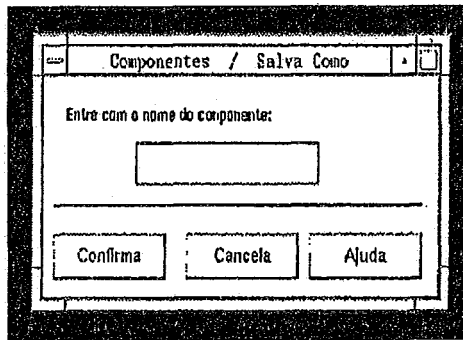 Componentes / Salva Como
Entre com o nome do componente:
Confirma
Cancela
Ajuda